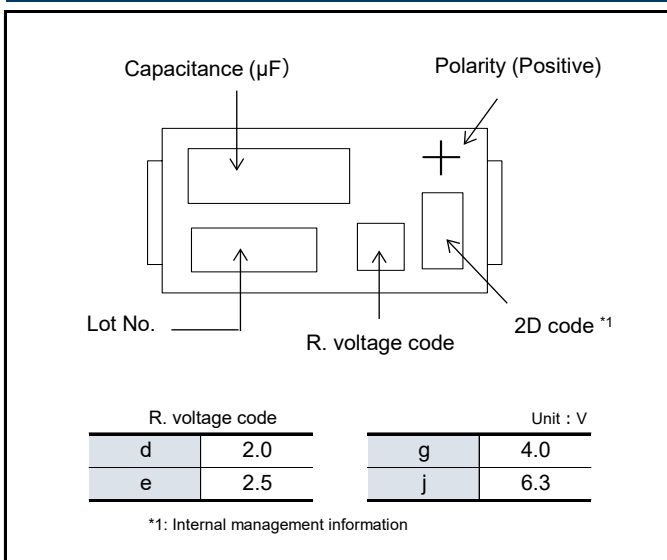 Capacitance (µF）
Polarity (Positive)
Lot No.
R. voltage code
2D code *1
R. voltage code
Unit：V
d 2.0 g 4.0
e 2.5 j 6.3
*1: Internal management information